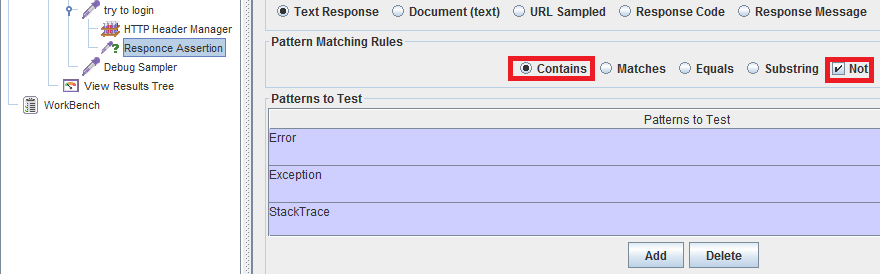 try to login
HTTP Header Manager
Responce Assertion
Debug Sampler
View Results Tree
WorkBench
Text Response Document (text) URL Sampled Response Code Response Message
Pattern Matching Rules
Contains Matches Equals Substring Not
Patterns to Test
Patterns to Test
Error
Exception
StackTrace
Add Delete